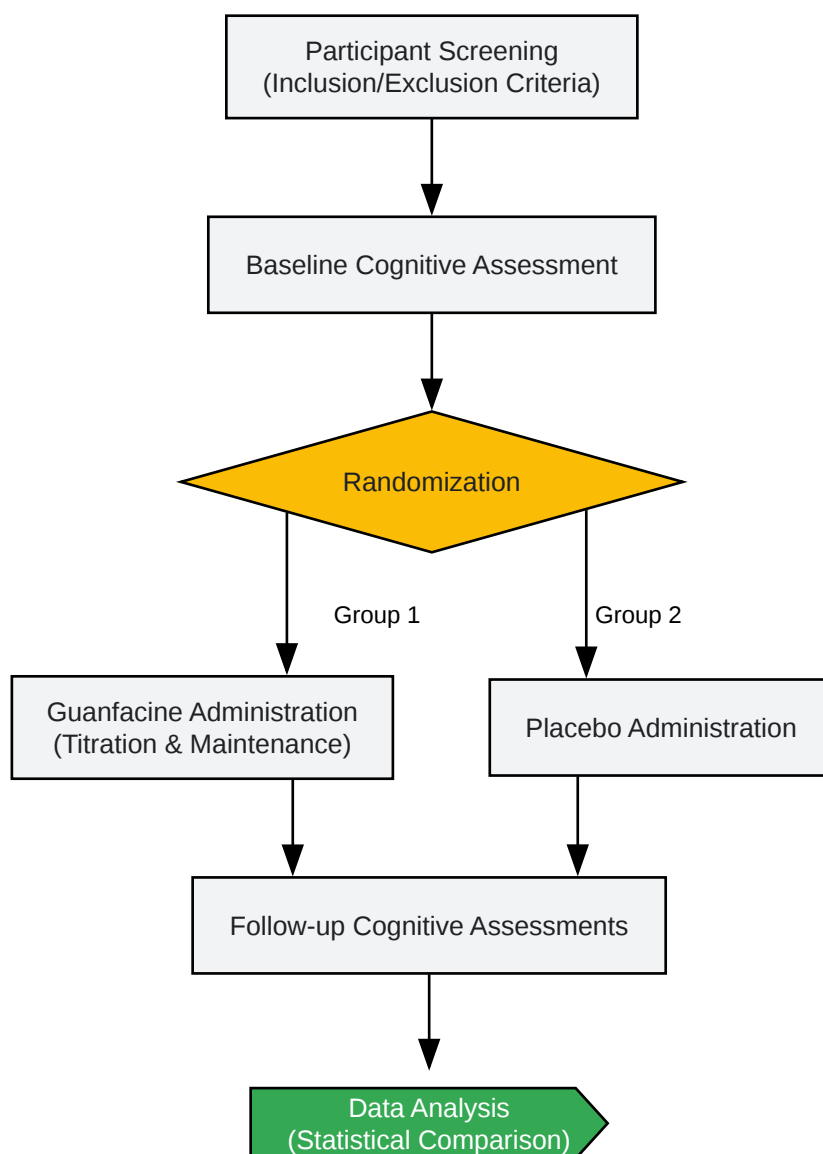 Participant Screening
(Inclusion/Exclusion Criteria)
Baseline Cognitive Assessment
Randomization
Group 1
Group 2
Guanfacine Administration
(Titration & Maintenance)
Placebo Administration
Follow-up Cognitive Assessments
Data Analysis
(Statistical Comparison)